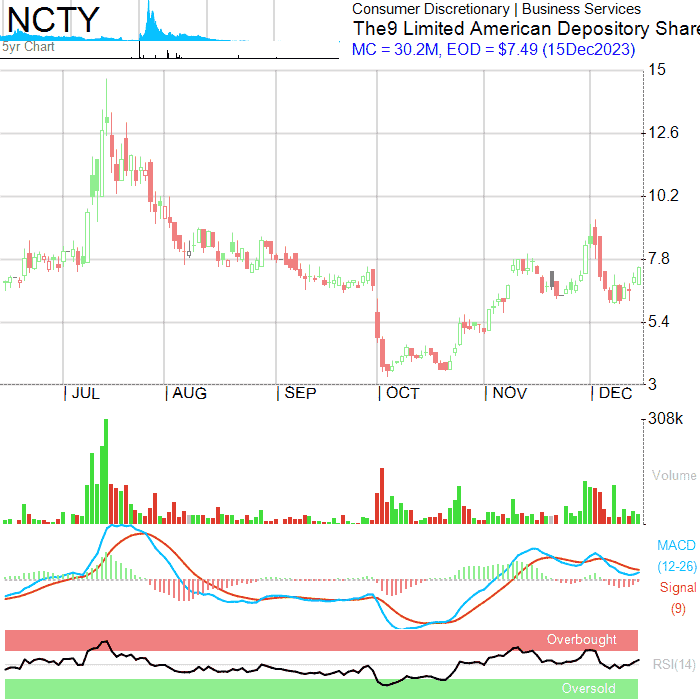 NCTY
Consumer Discretionary | Business Services
The9 Limited American Depository Share
MC = 30.2M, EOD = $7.49 (15Dec2023)
5yr Chart
15
12.6
10.2
7.8
5.4
3
JUL AUG SEP OCT NOV DEC
308k
Volume
MACD
(12-26)
Signal
(9)
Overbought
RSI(14)
Oversold